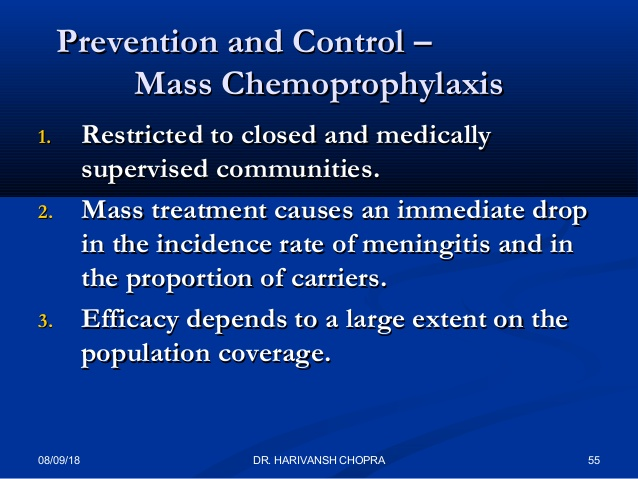 Prevention and Control –
Mass Chemoprophylaxis
1. Restricted to closed and medically
supervised communities.
2. Mass treatment causes an immediate drop
in the incidence rate of meningitis and in
the proportion of carriers.
3. Efficacy depends to a large extent on the
population coverage.
08/09/18 DR. HARIVANSH CHOPRA 55